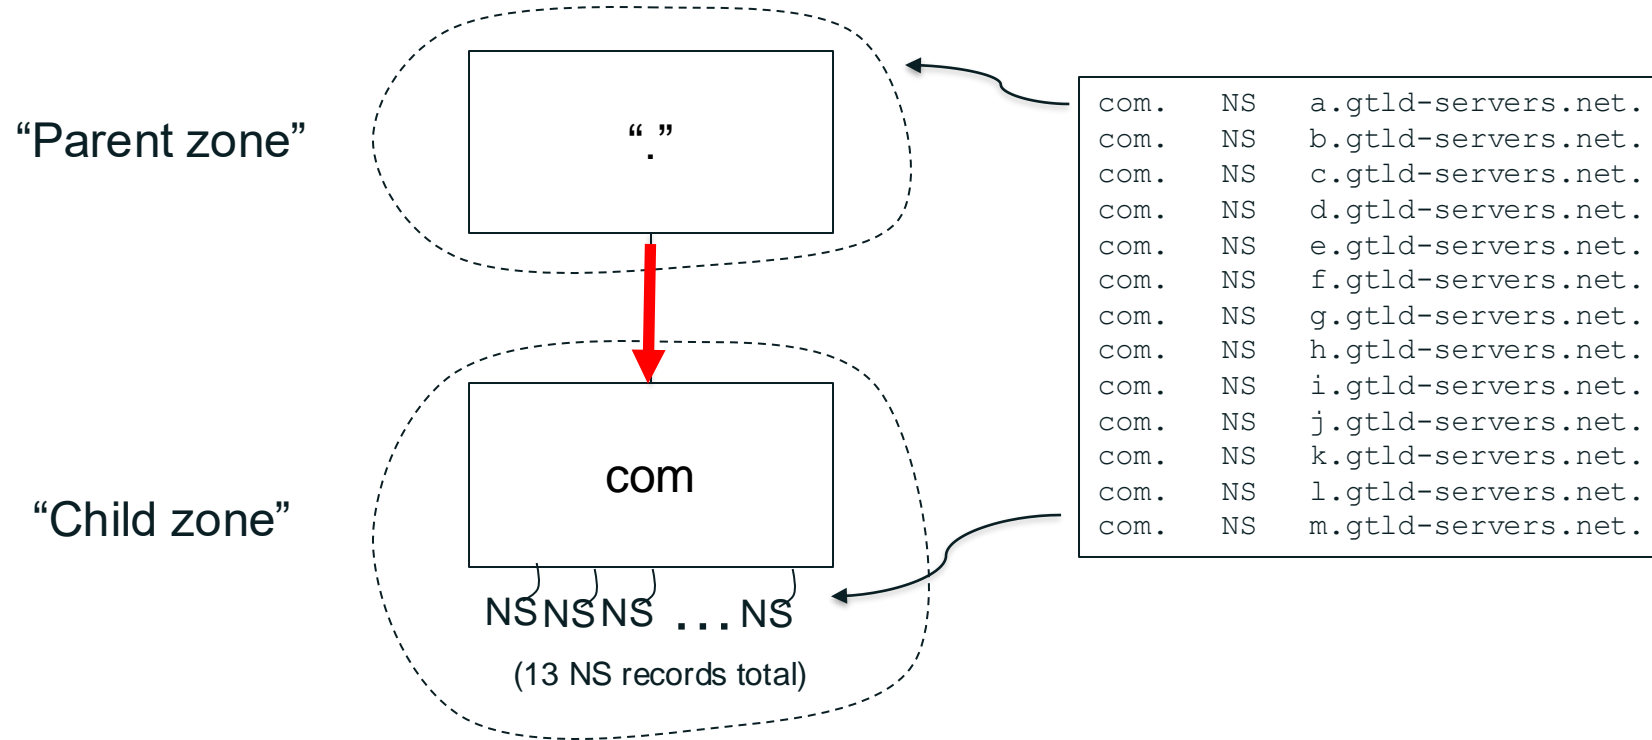 “Parent zone”
“.”
com. NS a.gtld-servers.net.
com. NS b.gtld-servers.net.
com. NS c.gtld-servers.net.
com. NS d.gtld-servers.net.
com. NS e.gtld-servers.net.
com. NS f.gtld-servers.net.
com. NS g.gtld-servers.net.
com. NS h.gtld-servers.net.
com. NS i.gtld-servers.net.
com. NS j.gtld-servers.net.
com. NS k.gtld-servers.net.
com. NS l.gtld-servers.net.
com. NS m.gtld-servers.net.
“Child zone”
com
NS NS NS ... NS
(13 NS records total)